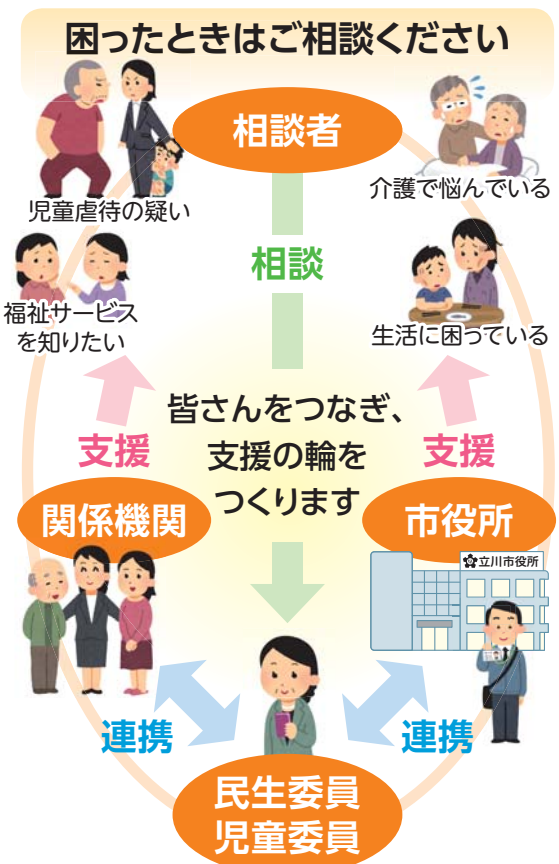 困ったときはご相談ください
相談者
児童虐待の疑い
介護で悩んでいる
相談
福祉サービス
を知りたい
生活に困っている
皆さんをつなぎ、
支援の輪を
つくります
支援
支援
関係機関
市役所
立川市役所
連携
連携
民生委員
児童委員